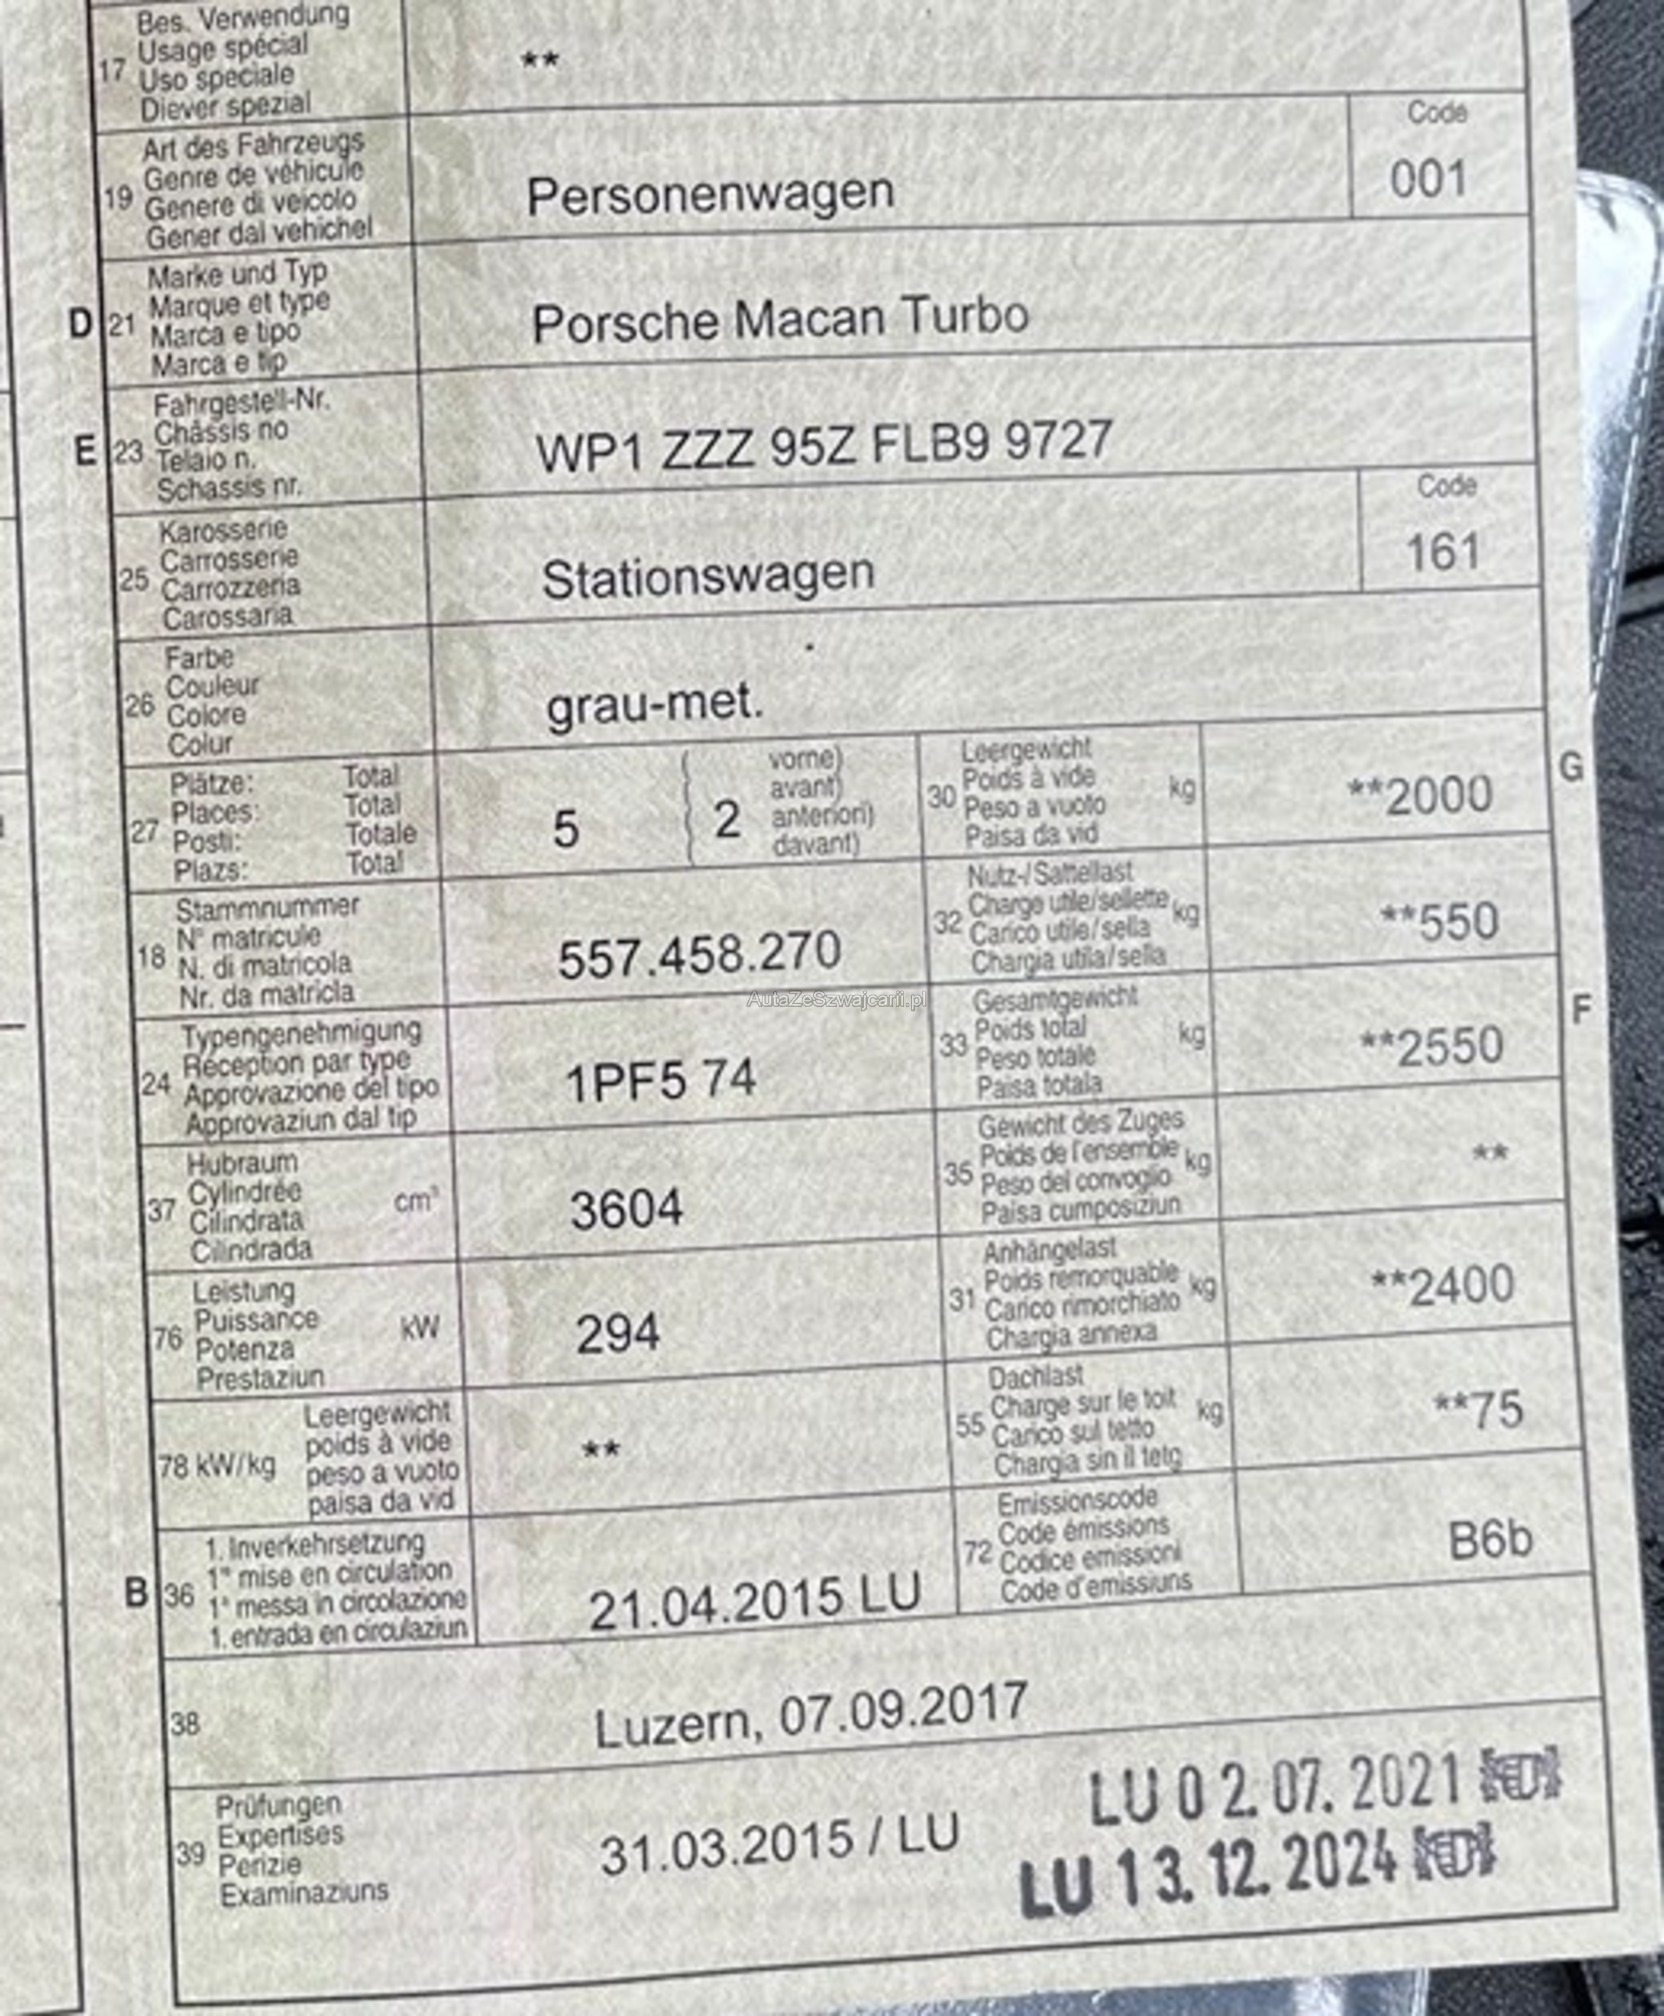 17
Bes. Verwendung
Usage spécial
Uso speciale
Diever spezial
**
19
Art des Fahrzeugs
Genre de véhicule
Genere di veicolo
Gener dal vehichel
Personenwagen
Code
001
D 21
Marke und Typ
Marque et type
Marca e tipo
Marca e tip
Porsche Macan Turbo
E 23
Fahrgestell-Nr.
Châssis no
Telaio n.
Schassis nr.
WP1 ZZZ 95Z FLB9 9727
25
Karosserie
Carrosserie
Carrozzeria
Carossaria
Stationswagen
Code
161
26
Farbe
Couleur
Colore
Colur
grau-met.
27
Plätze: Total
Places: Total
Posti: Totale
Plazs: Total
5
( 2
vorne)
avant)
anteriori)
davant)
30
Leergewicht
Poids à vide kg
Peso a vuoto
Paisa da vid
**2000
G
18
Stammnummer
N° matricule
N. di matricola
Nr. da matricla
557.458.270
32
Nutz-/Sattellast
Charge utile/sellette kg
Carico utile/sella
Chargia utila/sella
**550
AutaZeSzwajcarii.pl
24
Typengenehmigung
Réception par type
Approvazione del tipo
Approvaziun dal tip
1PF5 74
33
Gesamtgewicht
Poids total kg
Peso totale
Paisa totala
**2550
F
37
Hubraum
Cylindrée cm³
Cilindrata
Cilindrada
3604
35
Gewicht des Zuges
Poids de l'ensemble kg
Peso del convoglio
Paisa cumposiziun
**
76
Leistung
Puissance kW
Potenza
Prestaziun
294
31
Anhängelast
Poids remorquable kg
Carico rimorchiato
Chargia annexa
**2400
78 kW/kg
Leergewicht
poids à vide
peso a vuoto
paisa da vid
**
55
Dachlast
Charge sur le toit kg
Carico sul tetto
Chargia sin il tetg
**75
B 36
1. Inverkehrsetzung
1re mise en circulation
1a messa in circolazione
1. entrada en circulaziun
21.04.2015 LU
72
Emissionscode
Code émissions
Codice emissioni
Code d'emissiuns
B6b
38
Luzern, 07.09.2017
39
Prüfungen
Expertises
Perizie
Examinaziuns
31.03.2015 / LU
LU 0 2. 07. 2021
LU 1 3. 12. 2024